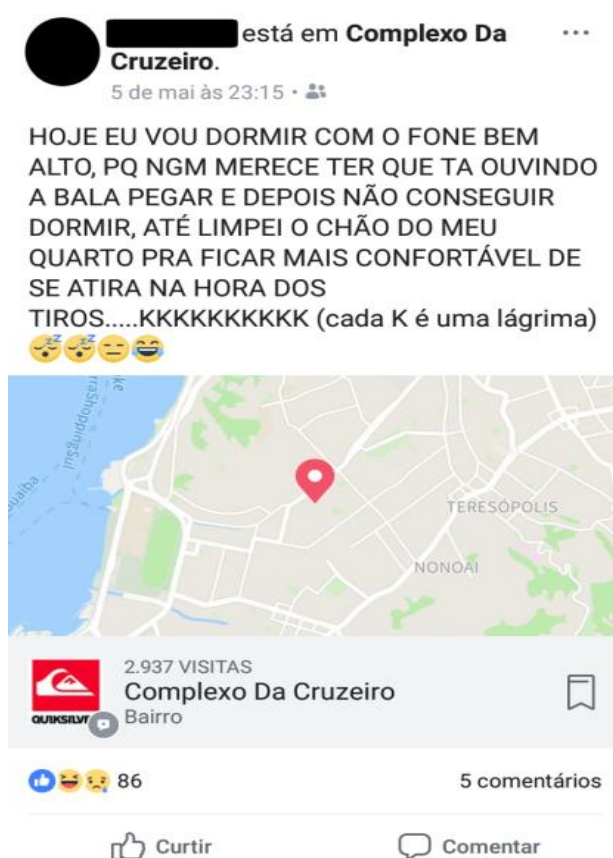 está em Complexo Da
Cruzeiro.
5 de mai às 23:15
HOJE EU VOU DORMIR COM O FONE BEM
ALTO, PQ NGM MERECE TER QUE TA OUVINDO
A BALA PEGAR E DEPOIS NÃO CONSEGUIR
DORMIR, ATÉ LIMPEI O CHÃO DO MEU
QUARTO PRA FICAR MAIS CONFORTÁVEL DE
SE ATIRA NA HORA DOS
TIROS.....KKKKKKKKKK (cada K é uma lágrima)
😴😴😑😂
TERESÓPOLIS
NONOAI
2.937 VISITAS
Complexo Da Cruzeiro
Bairro
86
5 comentários
Curtir
Comentar